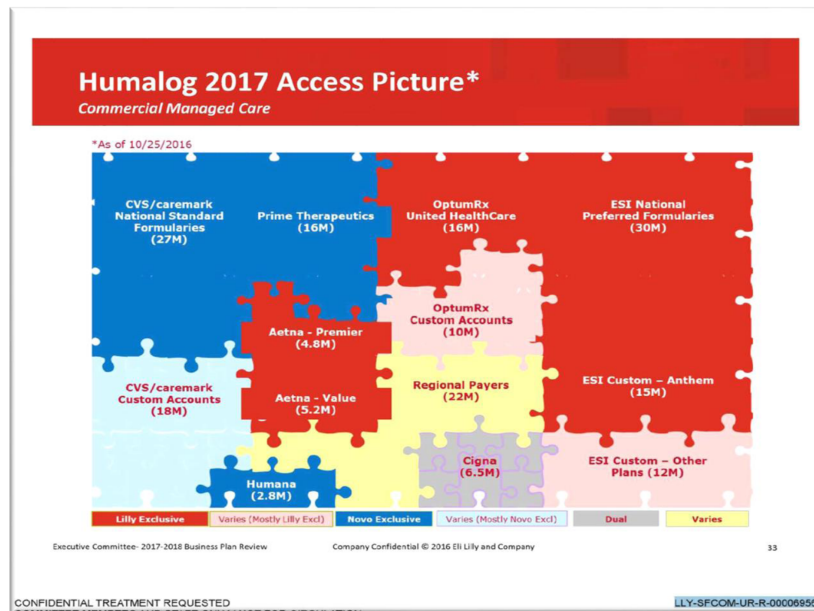 Humalog 2017 Access Picture*
Commercial Managed Care
*As of 10/25/2016
CVS/caremark
National Standard
Formularies
(27M)
Prime Therapeutics
(16M)
OptumRx
United HealthCare
(16M)
ESI National
Preferred Formularies
(30M)
OptumRx
Custom Accounts
(10M)
Aetna - Premier
(4.8M)
CVS/caremark
Custom Accounts
(18M)
Aetna - Value
(5.2M)
Regional Payers
(22M)
ESI Custom – Anthem
(15M)
Humana
(2.8M)
Cigna
(6.5M)
ESI Custom – Other
Plans (12M)
Lilly Exclusive
Varies (Mostly Lilly Excl)
Novo Exclusive
Varies (Mostly Novo Excl)
Dual
Varies
Executive Committee- 2017-2018 Business Plan Review
Company Confidential © 2016 Eli Lilly and Company
33
CONFIDENTIAL TREATMENT REQUESTED
LLY-SFCOM-UR-R-0000695